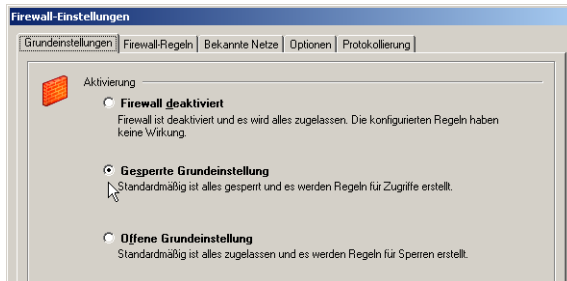 Firewall-Einstellungen
Grundeinstellungen Firewall-Regeln Bekannte Netze Optionen Protokollierung
Aktivierung
Firewall deaktiviert
Firewall ist deaktiviert und es wird alles zugelassen. Die konfigurierten Regeln haben
keine Wirkung.
Gesperrte Grundeinstellung
Standardmäßig ist alles gesperrt und es werden Regeln für Zugriffe erstellt.
Offene Grundeinstellung
Standardmäßig ist alles zugelassen und es werden Regeln für Sperren erstellt.